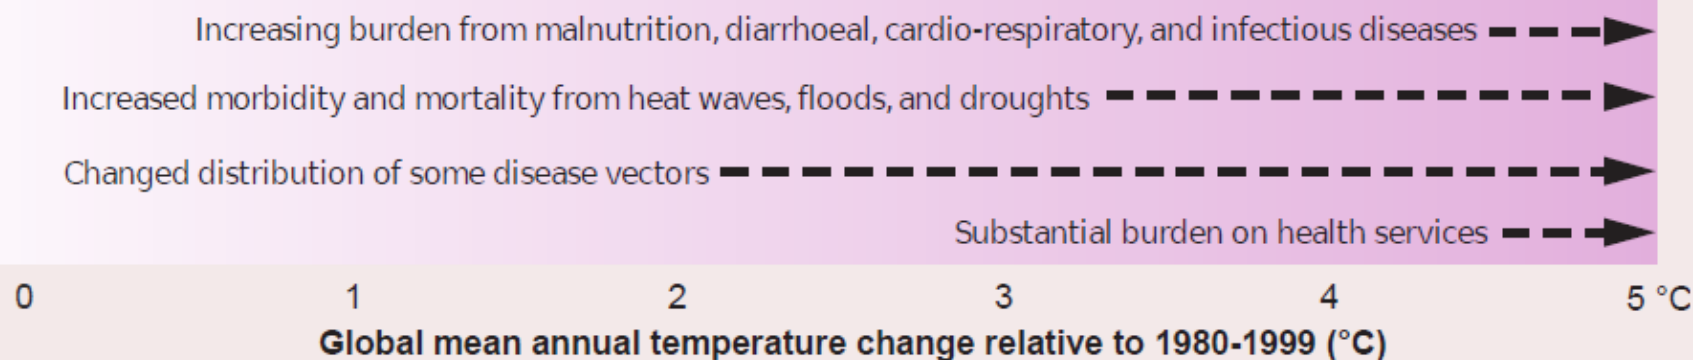 Increasing burden from malnutrition, diarrhoeal, cardio-respiratory, and infectious diseases
Increased morbidity and mortality from heat waves, floods, and droughts
Changed distribution of some disease vectors
Substantial burden on health services
0 1 2 3 4 5 °C
Global mean annual temperature change relative to 1980-1999 (°C)